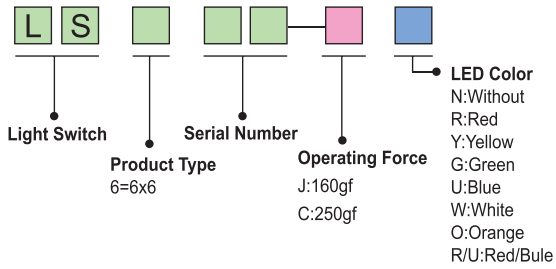 L S
Light Switch
Product Type
6=6x6
Serial Number
Operating Force
J:160gf
C:250gf
LED Color
N:Without
R:Red
Y:Yellow
G:Green
U:Blue
W:White
O:Orange
R/U:Red/Bule